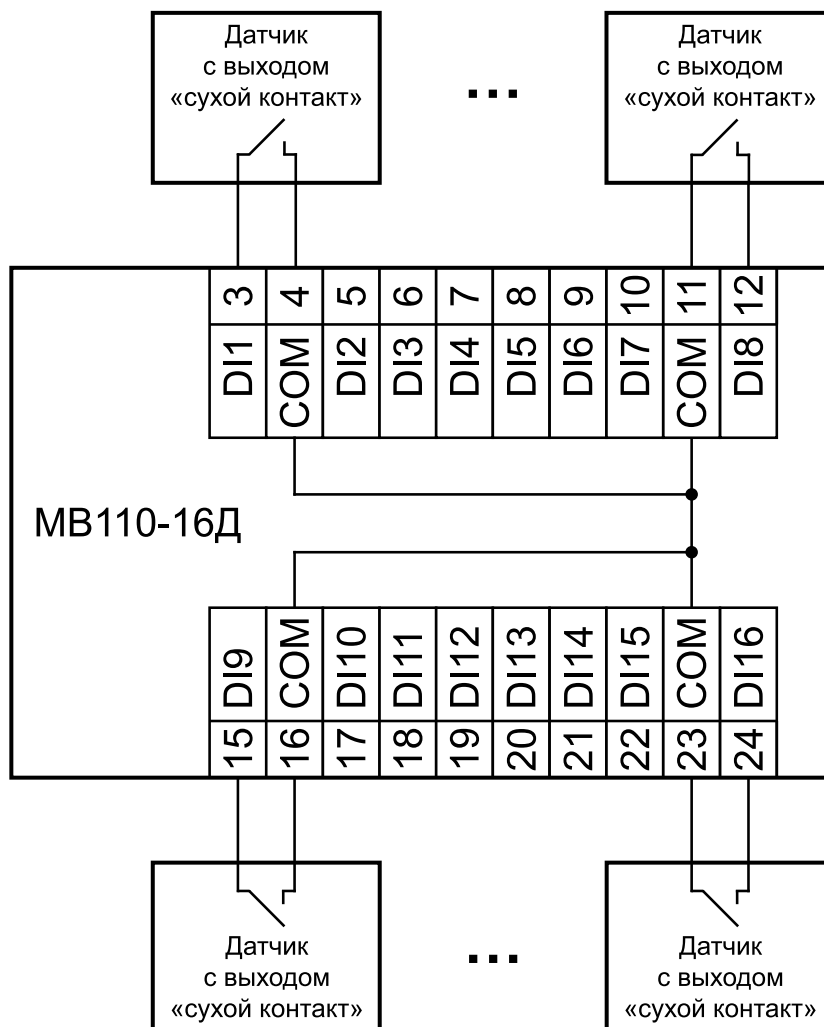 Датчик
с выходом
«сухой контакт»
...
Датчик
с выходом
«сухой контакт»
3 4 5 6 7 8 9 10 11 12
DI1 COM DI2 DI3 DI4 DI5 DI6 DI7 COM DI8
МВ110-16Д
DI9 COM DI10 DI11 DI12 DI13 DI14 DI15 COM DI16
15 16 17 18 19 20 21 22 23 24
Датчик
с выходом
«сухой контакт»
...
Датчик
с выходом
«сухой контакт»